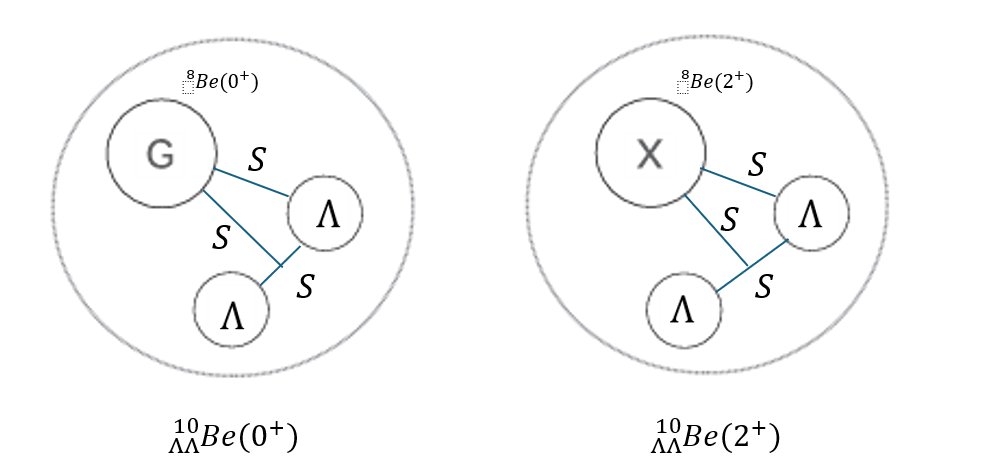 ⁸Be(0⁺) ⁸Be(2⁺)
G S Λ S S Λ
X S Λ S S Λ
¹⁰ΛΛBe(0⁺) ¹⁰ΛΛBe(2⁺)